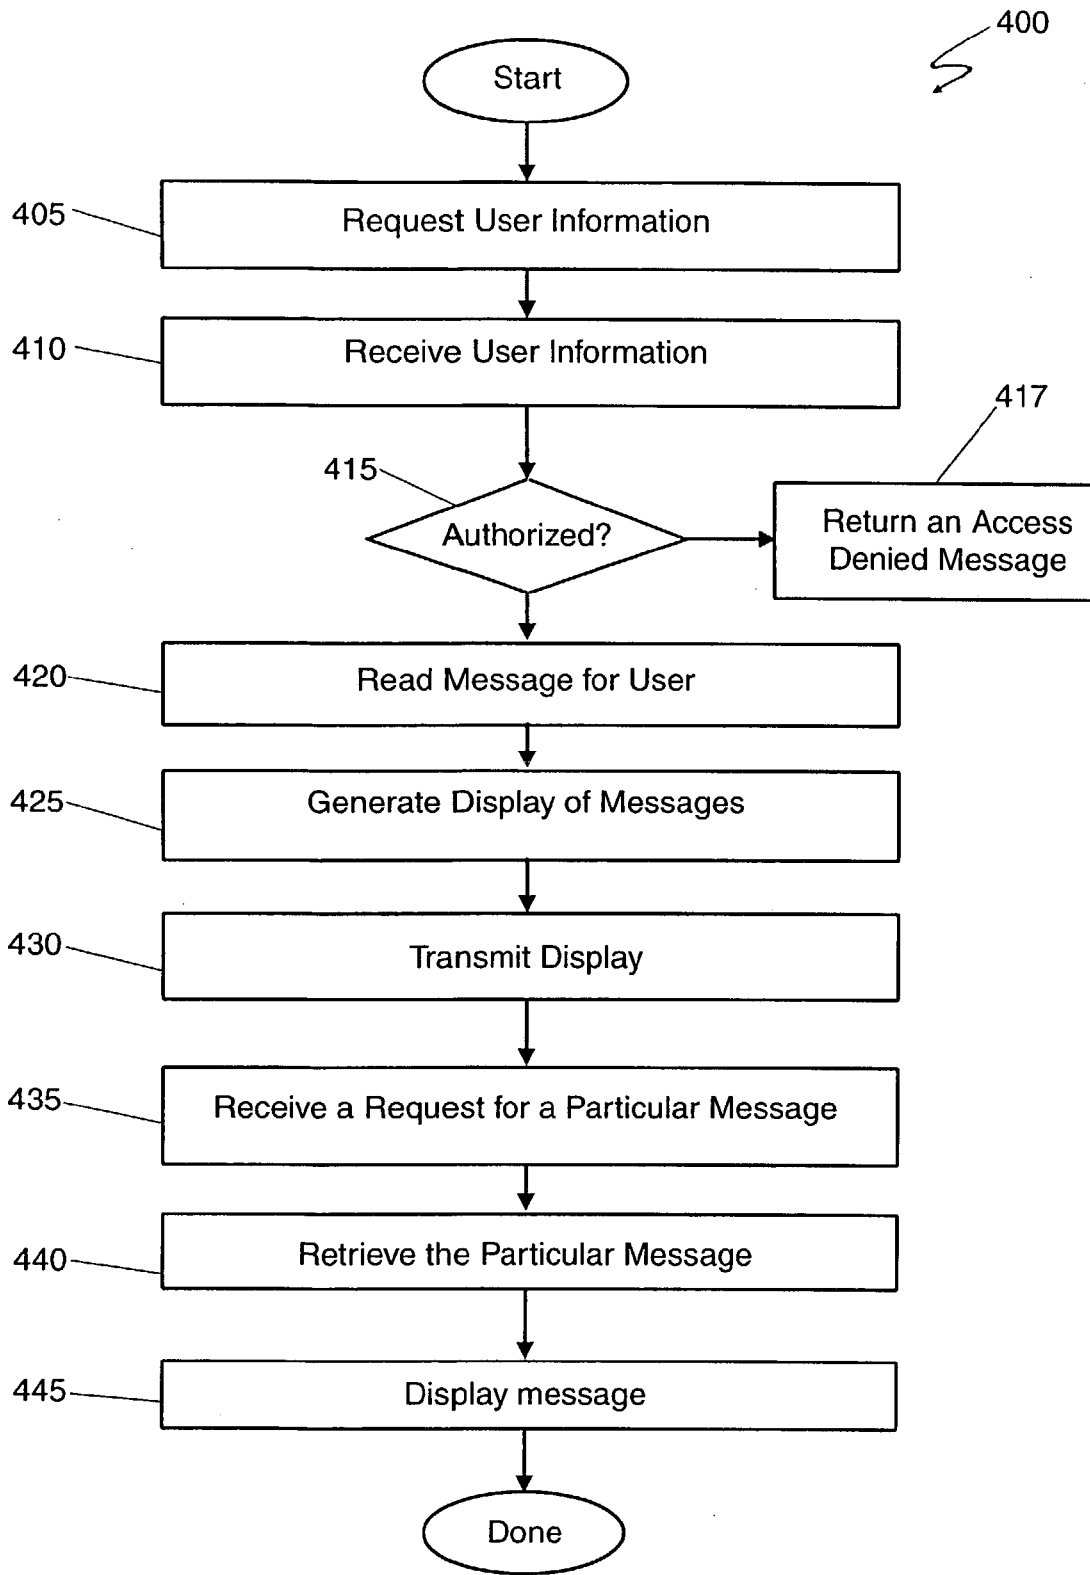 400
Start
405
Request User Information
410
Receive User Information
417
415
Authorized?
Return an Access
Denied Message
420
Read Message for User
425
Generate Display of Messages
430
Transmit Display
435
Receive a Request for a Particular Message
440
Retrieve the Particular Message
445
Display message
Done